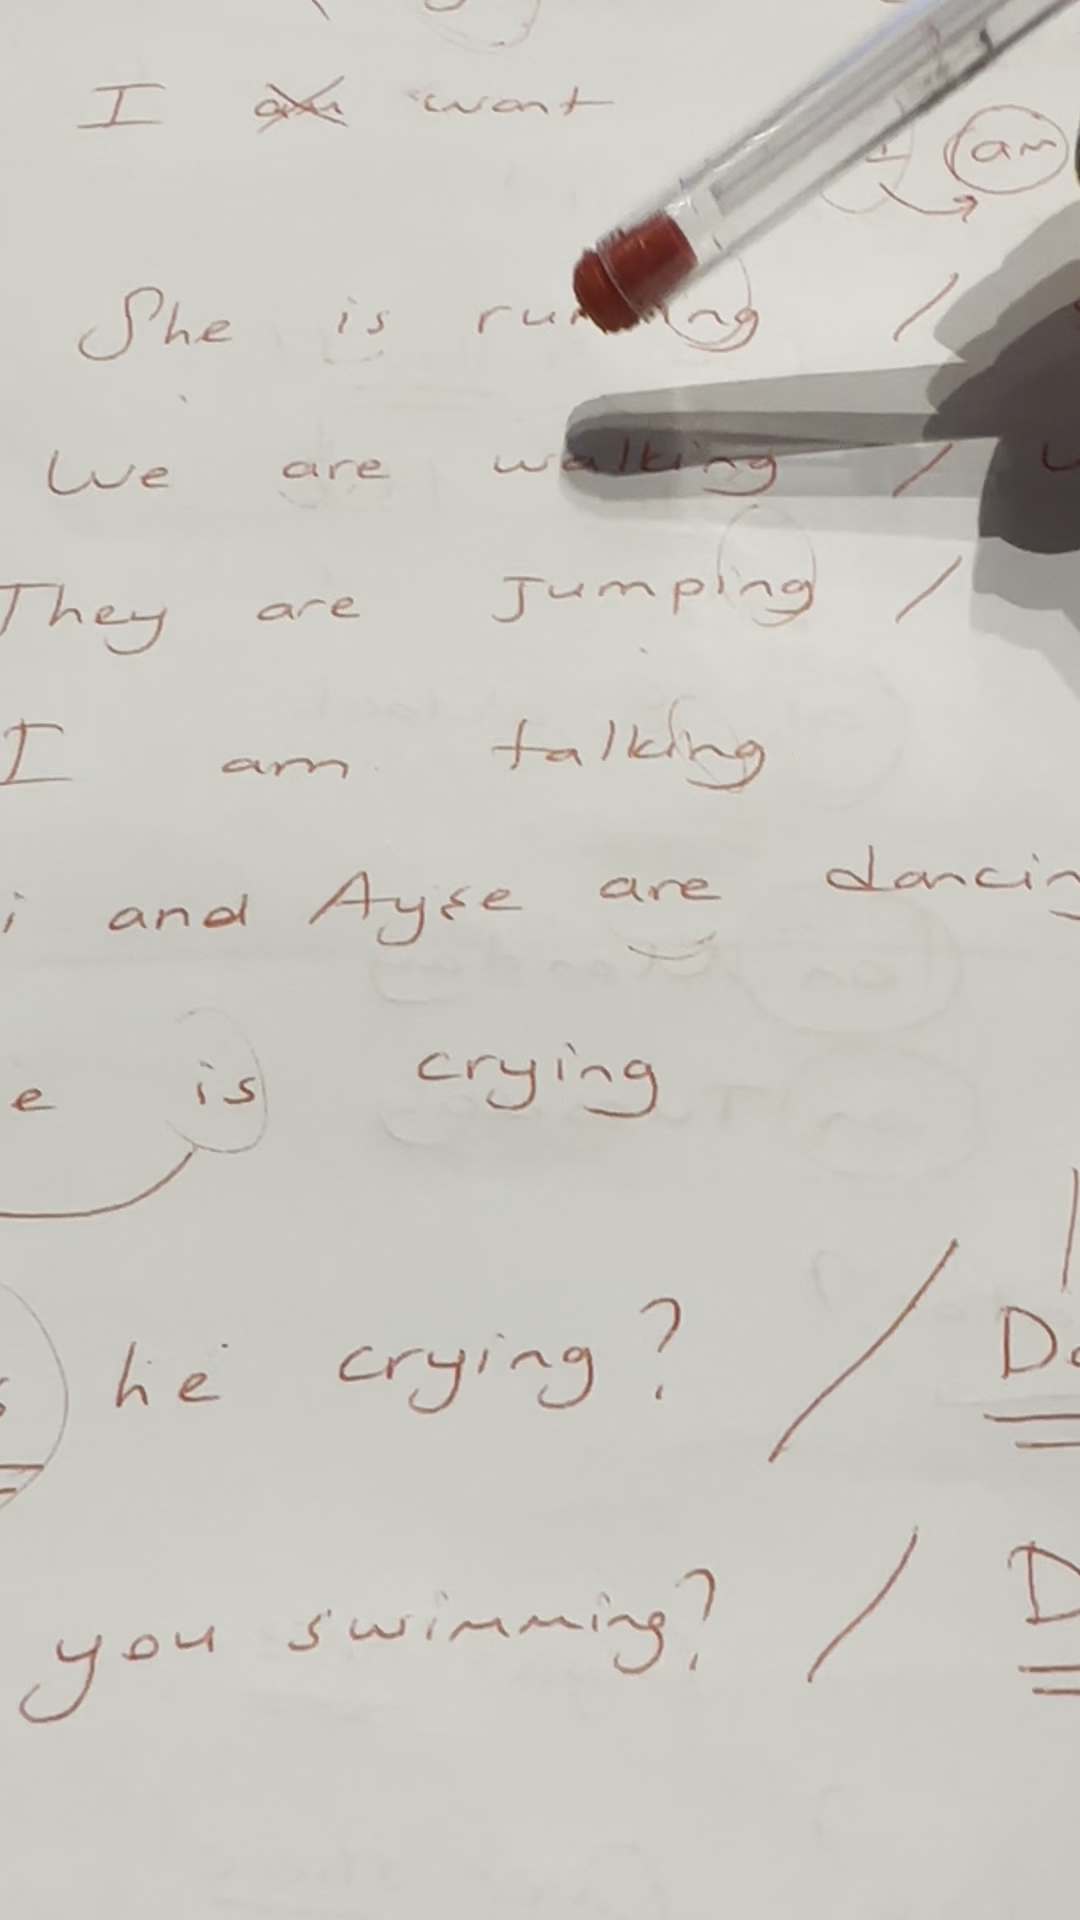 I am want
am
She is running /
We are walking /
They are Jumping /
I am talking
and Ayşe are dancing
is crying
he crying? /
you swimming? /